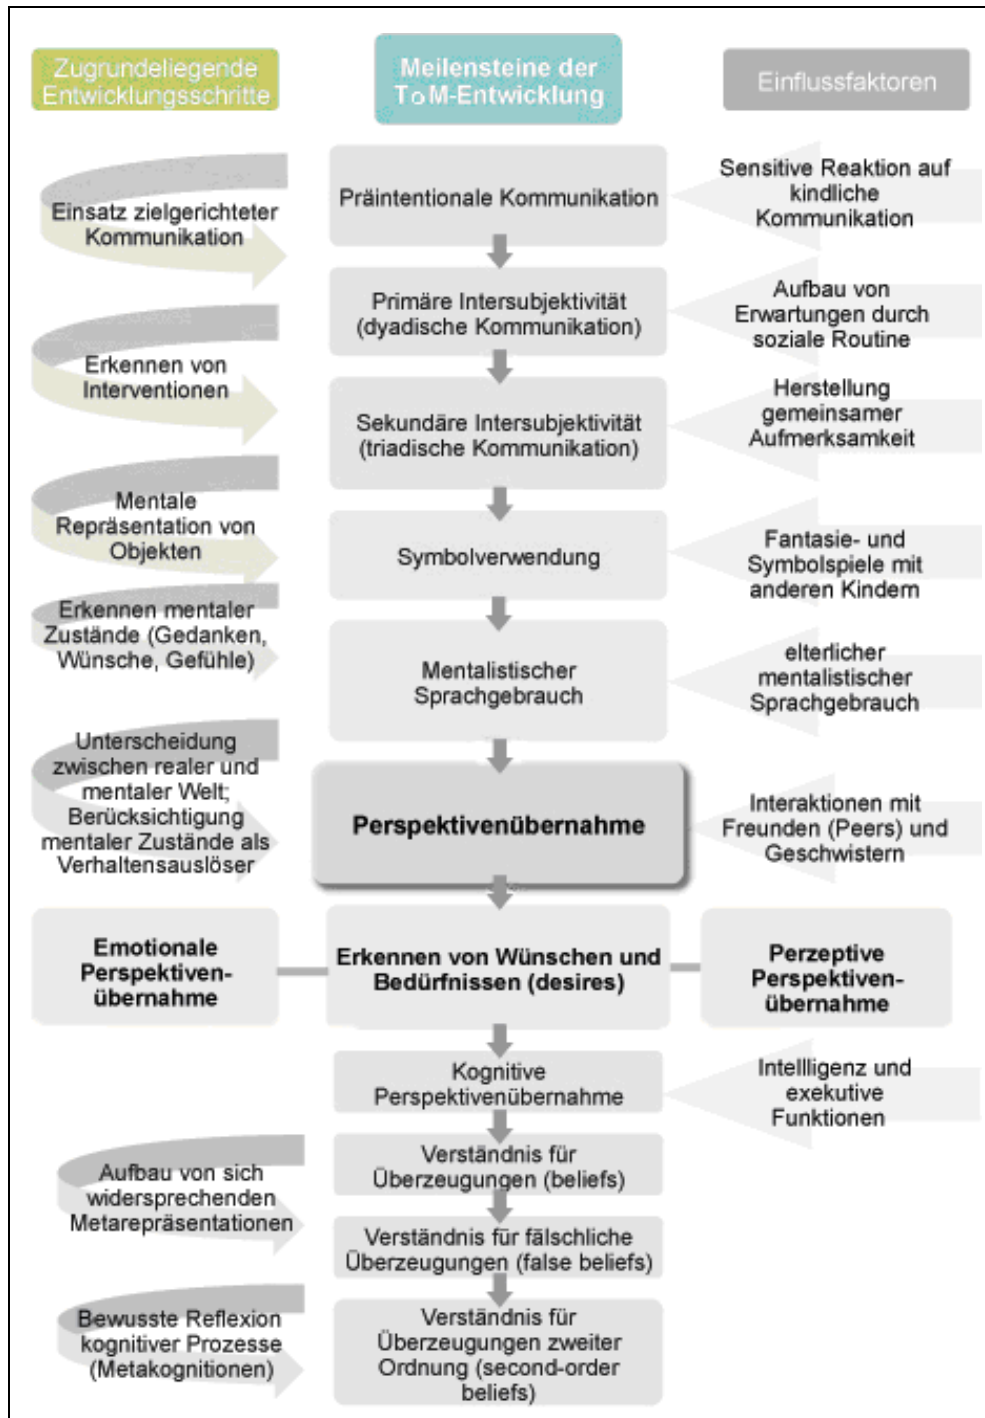 Zugrundeliegende
Entwicklungsschritte
Meilensteine der
ToM-Entwicklung
Einflussfaktoren
Einsatz zielgerichteter
Kommunikation
Präintentionale Kommunikation
Sensitive Reaktion auf
kindliche
Kommunikation
Primäre Intersubjektivität
(dyadische Kommunikation)
Aufbau von
Erwartungen durch
soziale Routine
Erkennen von
Interventionen
Sekundäre Intersubjektivität
(triadische Kommunikation)
Herstellung
gemeinsamer
Aufmerksamkeit
Mentale
Repräsentation von
Objekten
Symbolverwendung
Fantasie- und
Symbolspiele mit
anderen Kindern
Erkennen mentaler
Zustände (Gedanken,
Wünsche, Gefühle)
Mentalistischer
Sprachgebrauch
elterlicher
mentalistischer
Sprachgebrauch
Unterscheidung
zwischen realer und
mentaler Welt;
Berücksichtigung
mentaler Zustände als
Verhaltensauslöser
Perspektivenübernahme
Interaktionen mit
Freunden (Peers) und
Geschwistern
Emotionale
Perspektiven-
übernahme
Erkennen von Wünschen und
Bedürfnissen (desires)
Perzeptive
Perspektiven-
übernahme
Kognitive
Perspektivenübernahme
Intelligenz und
exekutive
Funktionen
Aufbau von sich
widersprechenden
Metarepräsentationen
Verständnis für
Überzeugungen (beliefs)
Verständnis für fälschliche
Überzeugungen (false beliefs)
Bewusste Reflexion
kognitiver Prozesse
(Metakognitionen)
Verständnis für
Überzeugungen zweiter
Ordnung (second-order
beliefs)